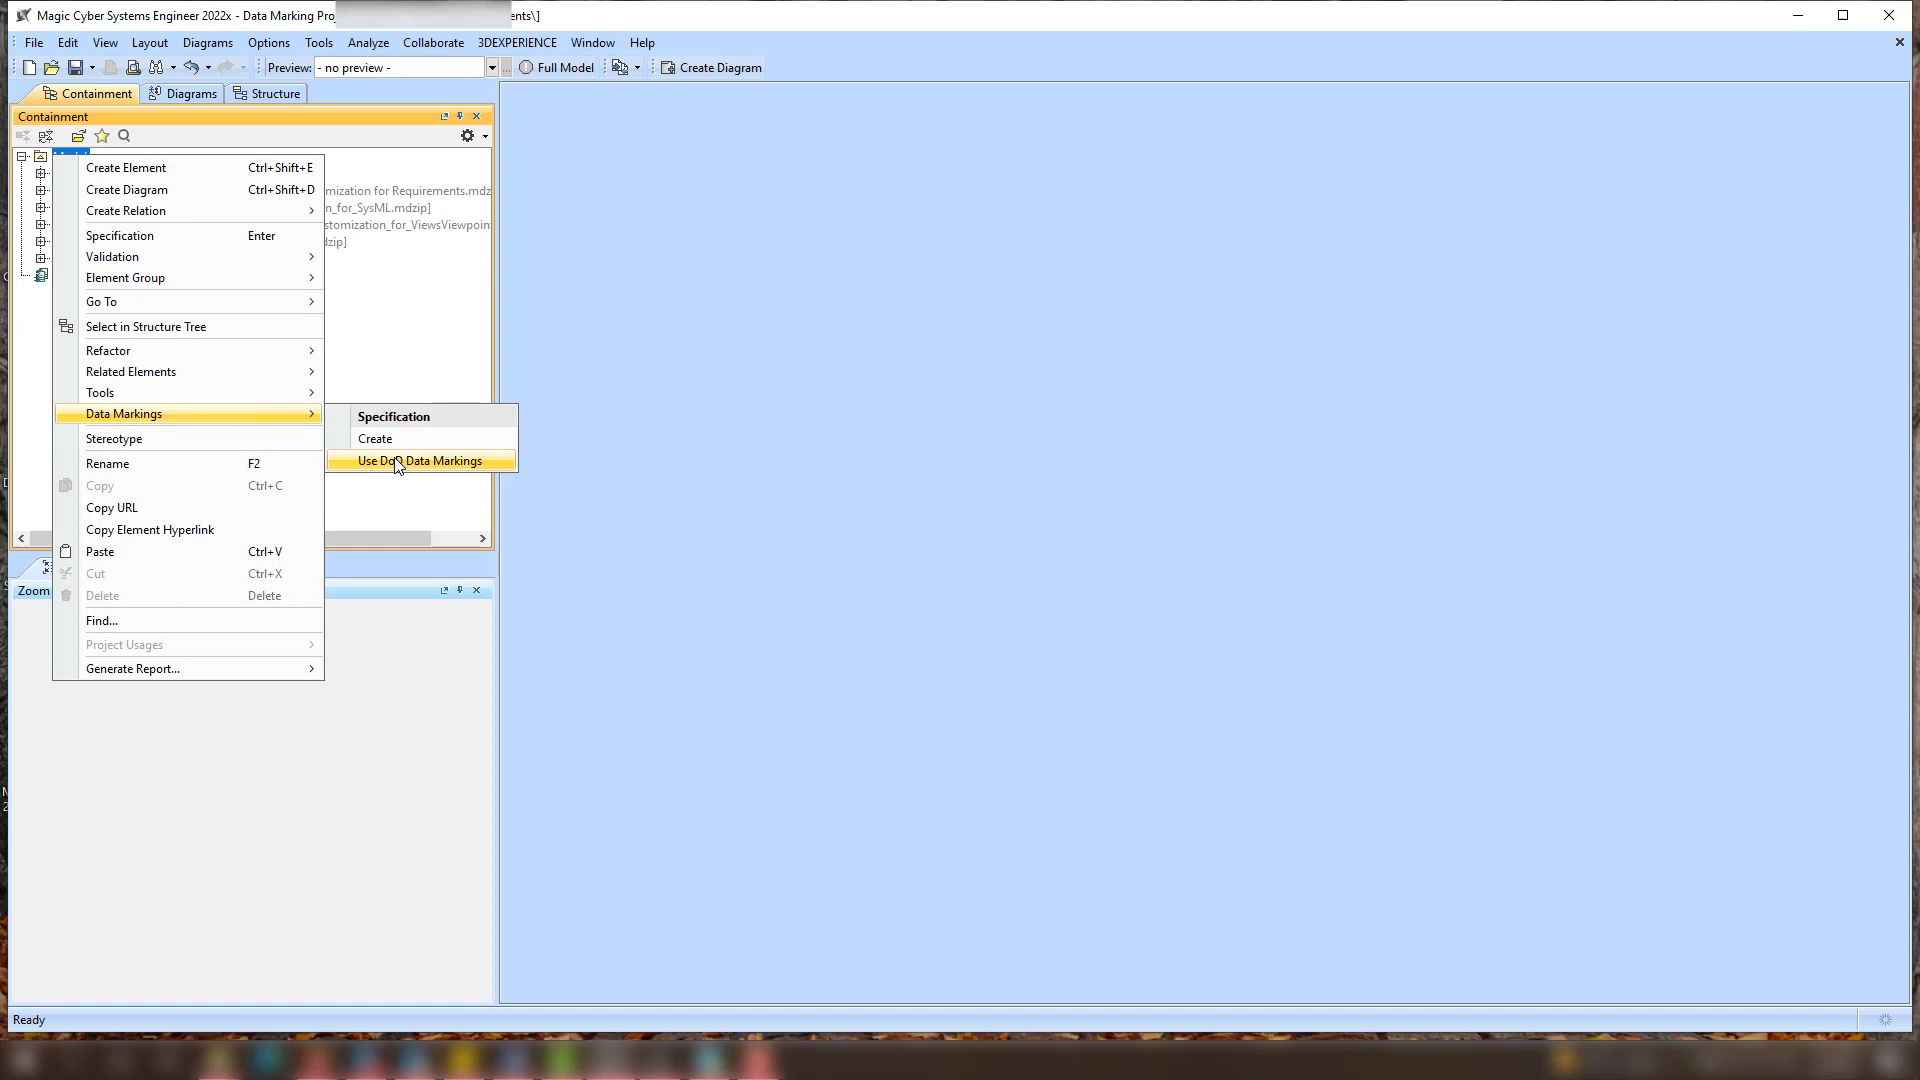 Magic Cyber Systems Engineer 2022x - Data Marking Pro ents\]
File Edit View Layout Diagrams Options Tools Analyze Collaborate 3DEXPERIENCE Window Help
Preview: - no preview - ... Full Model Create Diagram
Containment Diagrams Structure
Containment
Create Element Ctrl+Shift+E
Create Diagram Ctrl+Shift+D
mization for Requirements.mdz
Create Relation
n_for_SysML.mdzip]
stomization_for_ViewsViewpoin
Specification Enter
dzip]
Validation
Element Group
Go To
Select in Structure Tree
Refactor
Related Elements
Tools
Data Markings
Specification
Create
Use DoD Data Markings
Stereotype
Rename F2
Copy Ctrl+C
Copy URL
Copy Element Hyperlink
Paste Ctrl+V
Cut Ctrl+X
Delete Delete
Zoom
Find...
Project Usages
Generate Report...
Ready